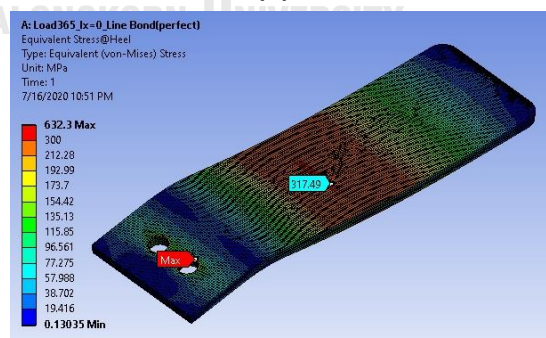 A: Load365_lx=0_Line Bond(perfect)
Equivalent Stress@Heel
Type: Equivalent (von-Mises) Stress
Unit: MPa
Time: 1
7/16/2020 10:51 PM
632.3 Max
300
212.28
192.99
173.7
154.42
135.13
115.85
96.561
77.275
57.988
38.702
19.416
0.13035 Min
317.49
Max